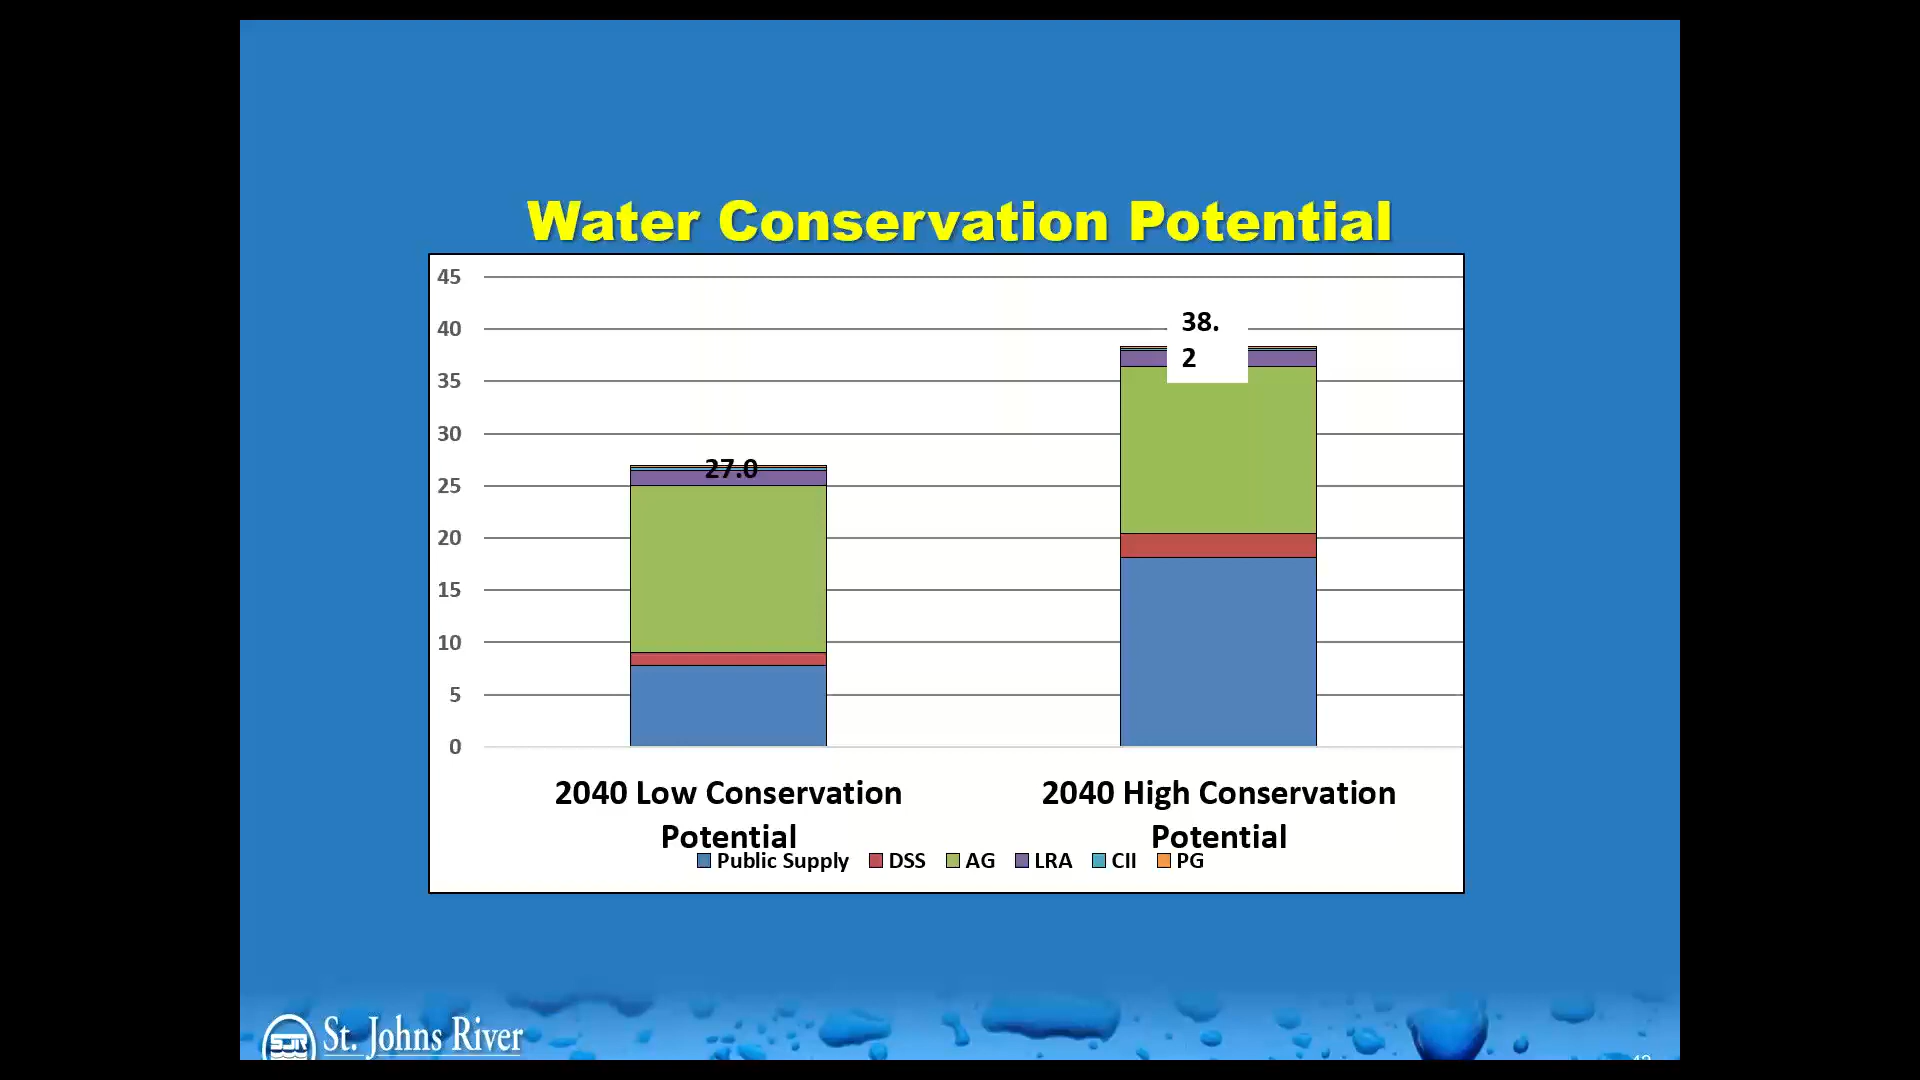 Water Conservation Potential
45
40
35
30
25
20
15
10
5
0
27.0
38.
2
2040 Low Conservation
Potential
2040 High Conservation
Potential
Public Supply DSS AG LRA CII PG
SJR St. Johns River